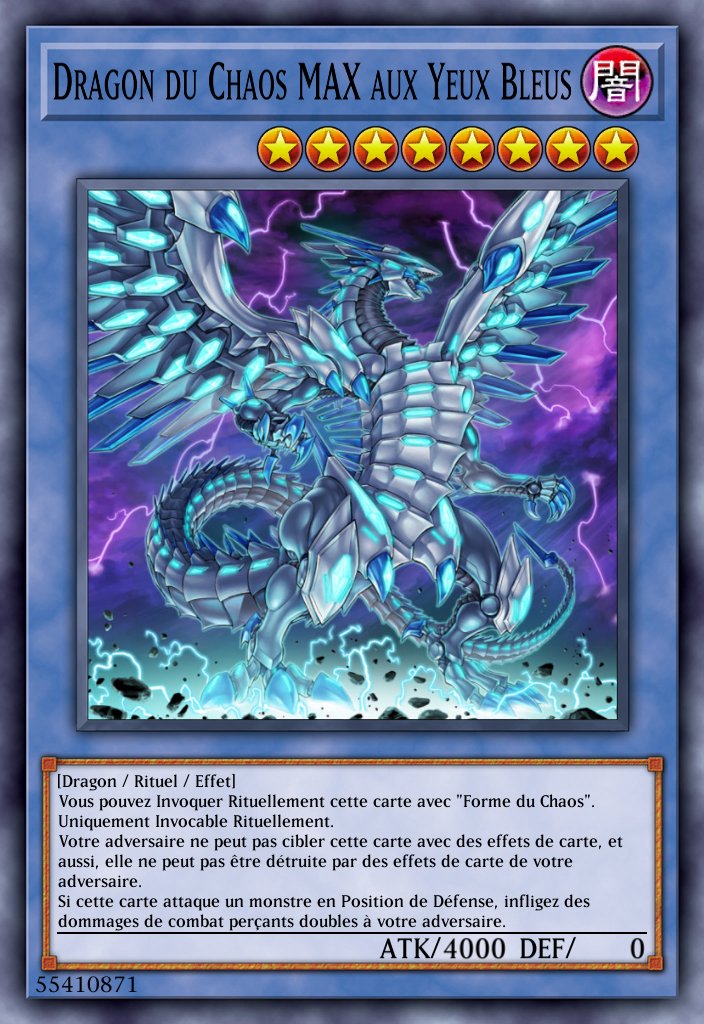 Dragon du Chaos MAX aux Yeux Bleus
闇
[Dragon / Rituel / Effet]
Vous pouvez Invoquer Rituellement cette carte avec "Forme du Chaos".
Uniquement Invocable Rituellement.
Votre adversaire ne peut pas cibler cette carte avec des effets de carte, et
aussi, elle ne peut pas être détruite par des effets de carte de votre
adversaire.
Si cette carte attaque un monstre en Position de Défense, infligez des
dommages de combat perçants doubles à votre adversaire.
ATK/4000 DEF/ 0
55410871